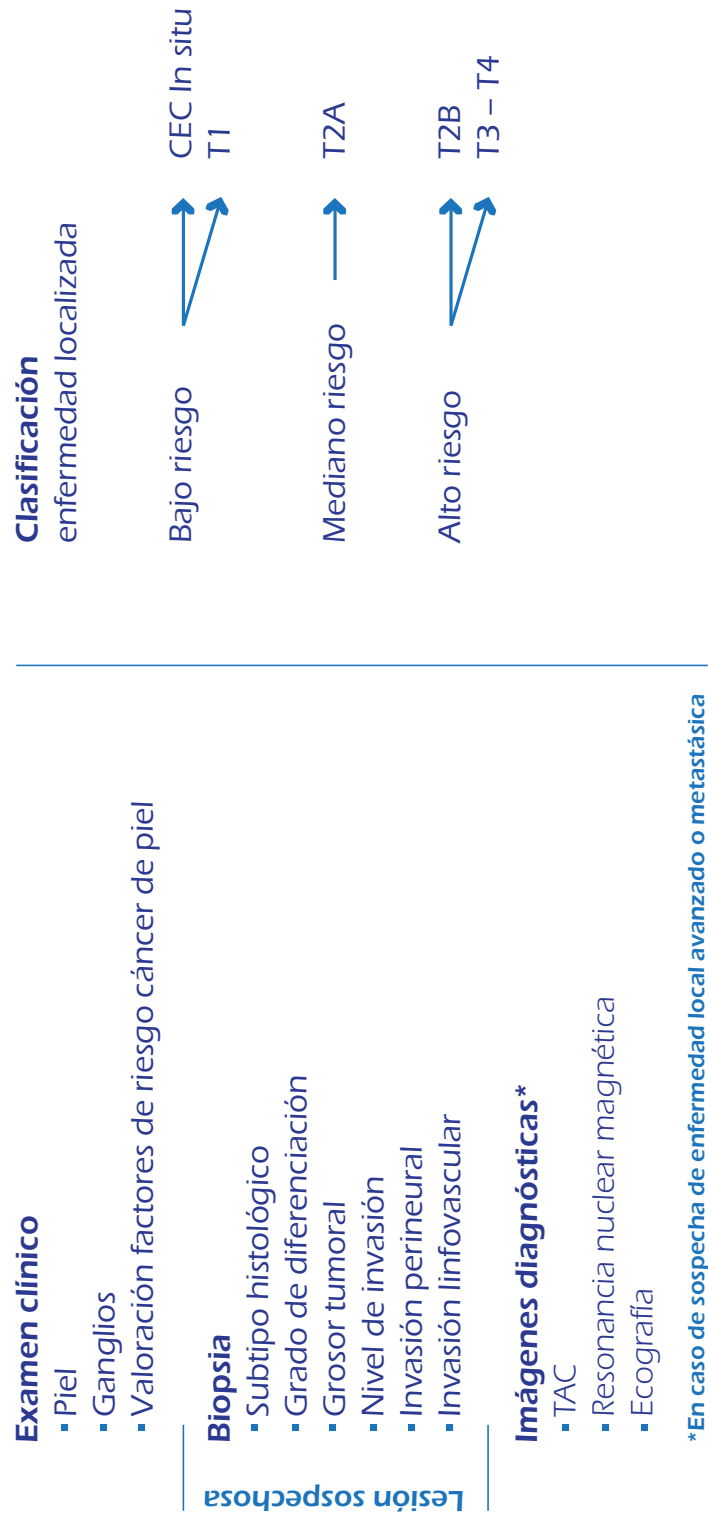 Lesión sospechosa
Examen clínico
▪ Piel
▪ Ganglios
▪ Valoración factores de riesgo cáncer de piel
Biopsia
▪ Subtipo histológico
▪ Grado de diferenciación
▪ Grosor tumoral
▪ Nivel de invasión
▪ Invasión perineural
▪ Invasión linfovascular
Imágenes diagnósticas*
▪ TAC
▪ Resonancia nuclear magnética
▪ Ecografía
*En caso de sospecha de enfermedad local avanzado o metastásica
Clasificación
enfermedad localizada
Bajo riesgo
CEC In situ
T1
Mediano riesgo
T2A
Alto riesgo
T2B
T3 – T4